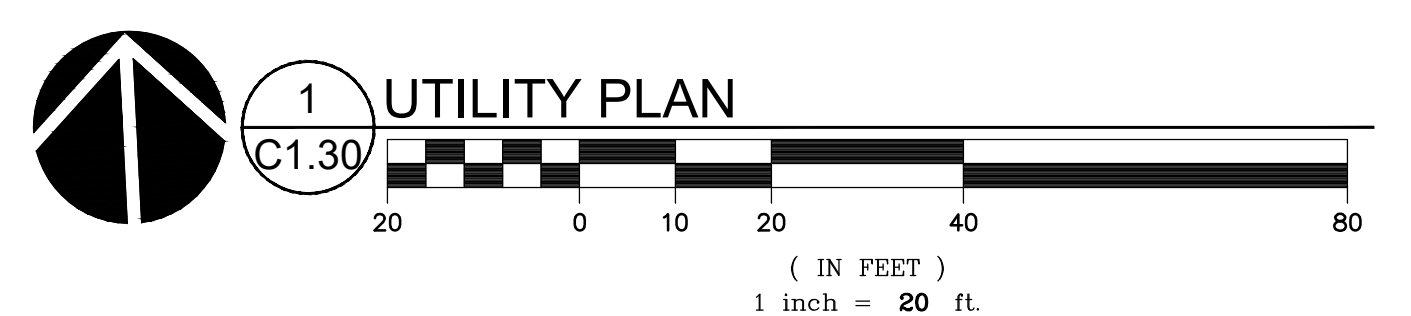 1 UTILITY PLAN
C1.30
20 0 10 20 40 80
( IN FEET )
1 inch = 20 ft.